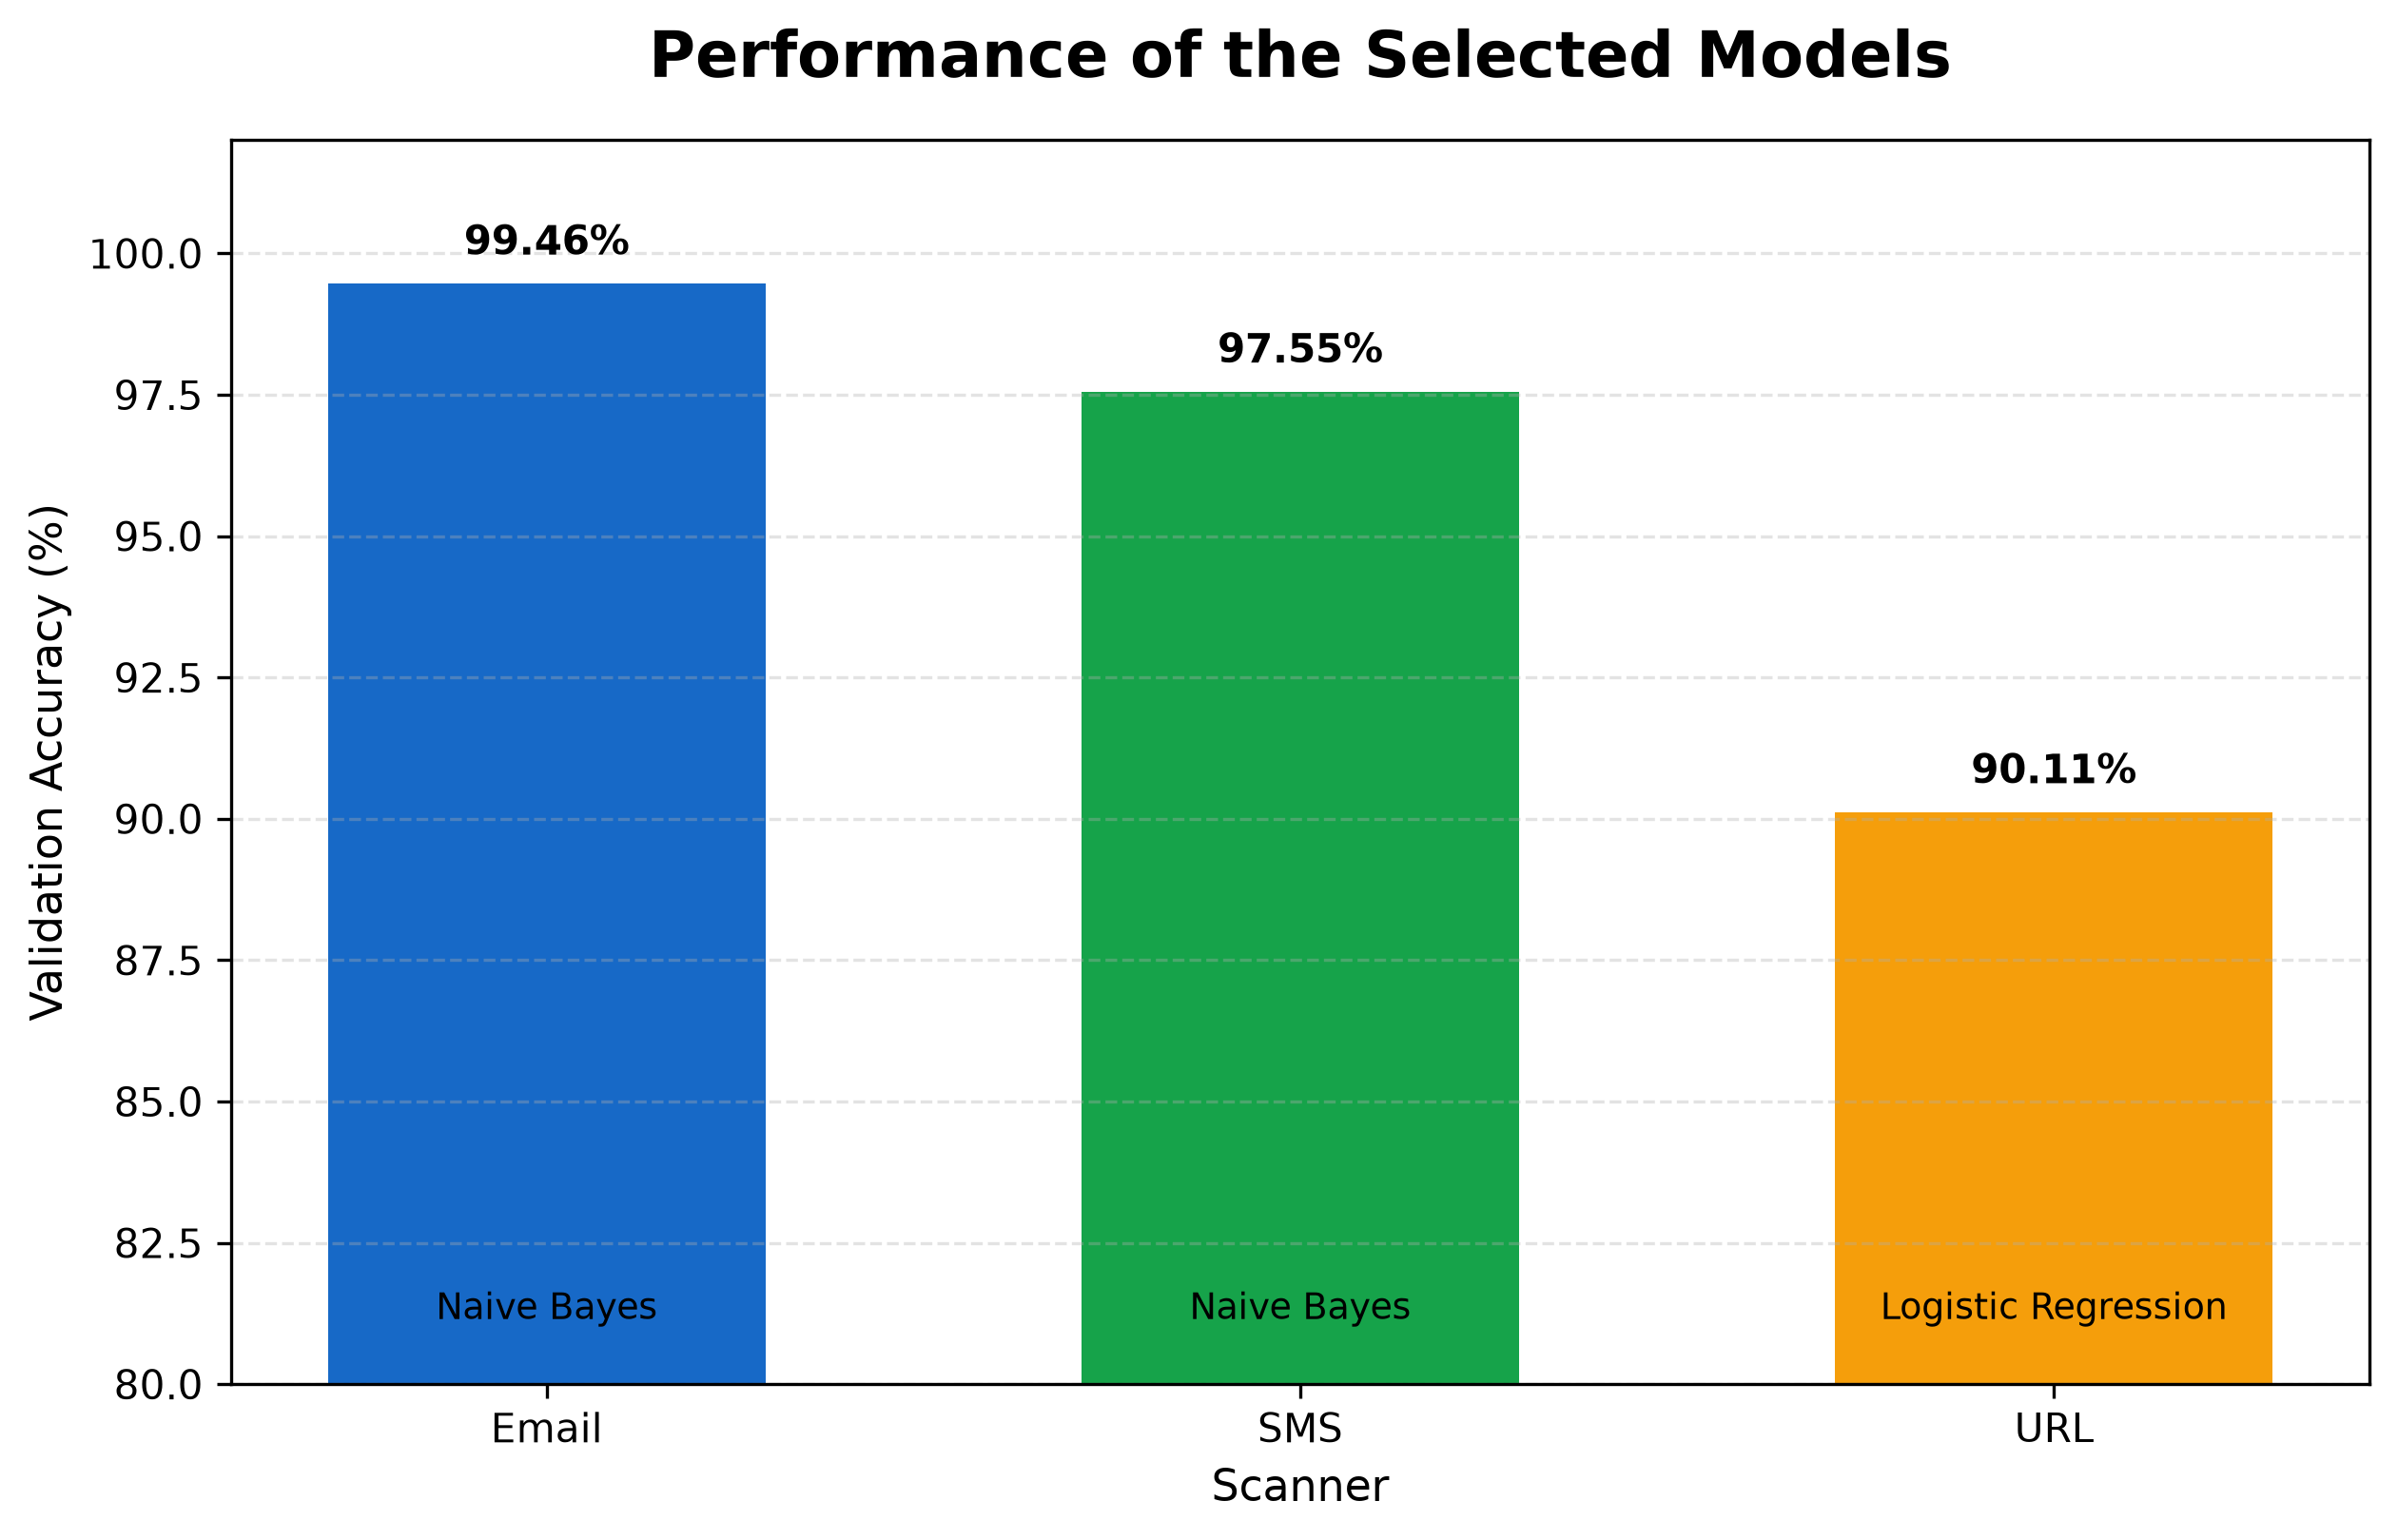 Performance of the Selected Models
Validation Accuracy (%)
100.0
97.5
95.0
92.5
90.0
87.5
85.0
82.5
80.0
99.46%
97.55%
90.11%
Naive Bayes
Naive Bayes
Logistic Regression
Email
SMS
URL
Scanner